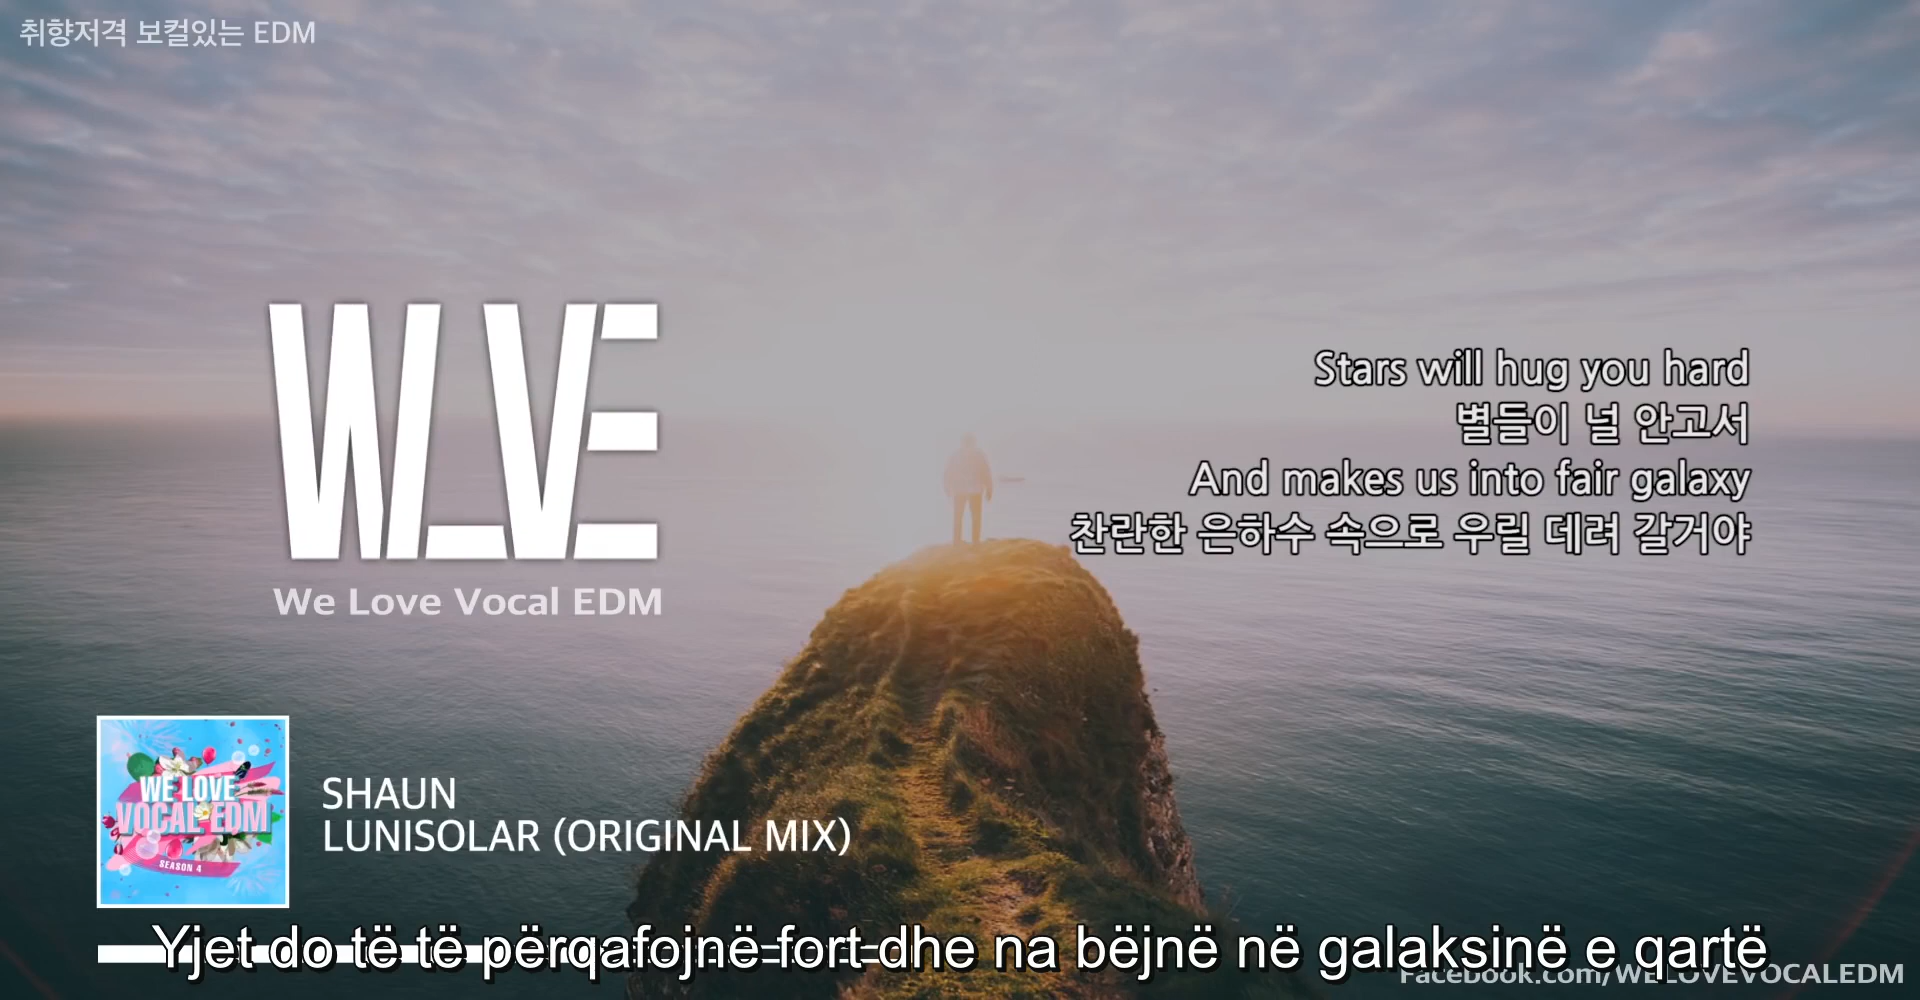 취향저격 보컬있는 EDM
WLVE
We Love Vocal EDM
Stars will hug you hard
별들이 널 안고서
And makes us into fair galaxy
찬란한 은하수 속으로 우릴 데려 갈거야
WE LOVE
VOCAL EDM
SEASON 4
SHAUN
LUNISOLAR (ORIGINAL MIX)
Yjet do të të përqafojnë fort dhe na bëjnë në galaksinë e qartë
Facebook.com/WELOVEVOCALEDM